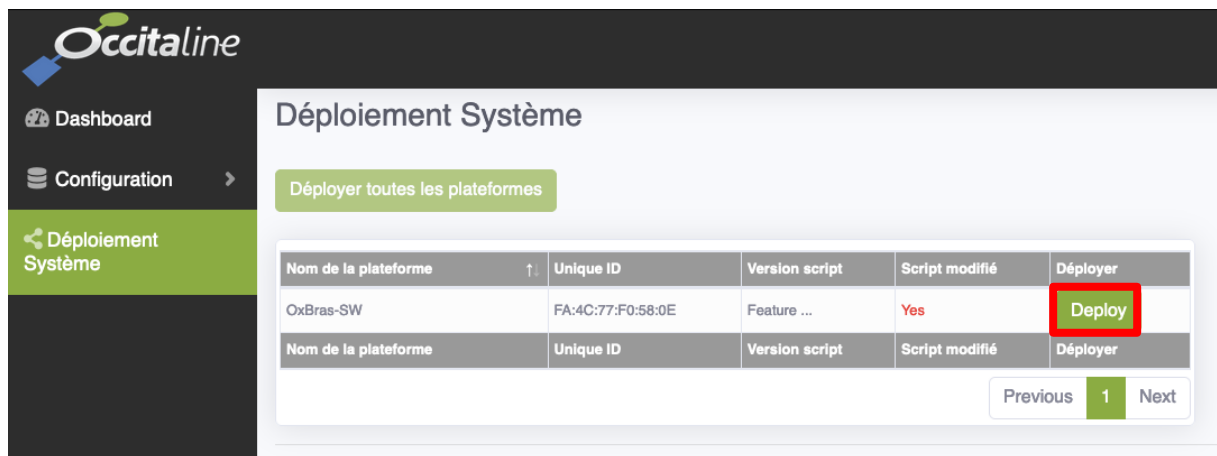 Occitaline
Dashboard
Configuration
Déploiement
Système
Déploiement Système
Déployer toutes les plateformes
Nom de la plateforme Unique ID Version script Script modifié Déployer
OxBras-SW FA:4C:77:F0:58:0E Feature ... Yes Deploy
Nom de la plateforme Unique ID Version script Script modifié Déployer
Previous 1 Next